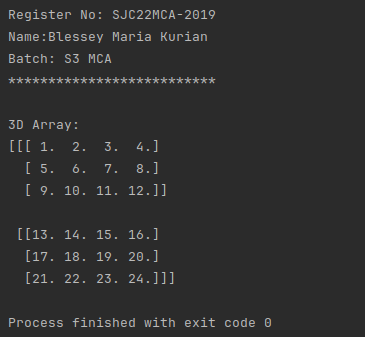 Register No: SJC22MCA-2019
Name:Blessey Maria Kurian
Batch: S3 MCA
**************************
3D Array:
[[[ 1.  2.  3.  4.]
  [ 5.  6.  7.  8.]
  [ 9. 10. 11. 12.]]
 [[13. 14. 15. 16.]
  [17. 18. 19. 20.]
  [21. 22. 23. 24.]]]
Process finished with exit code 0